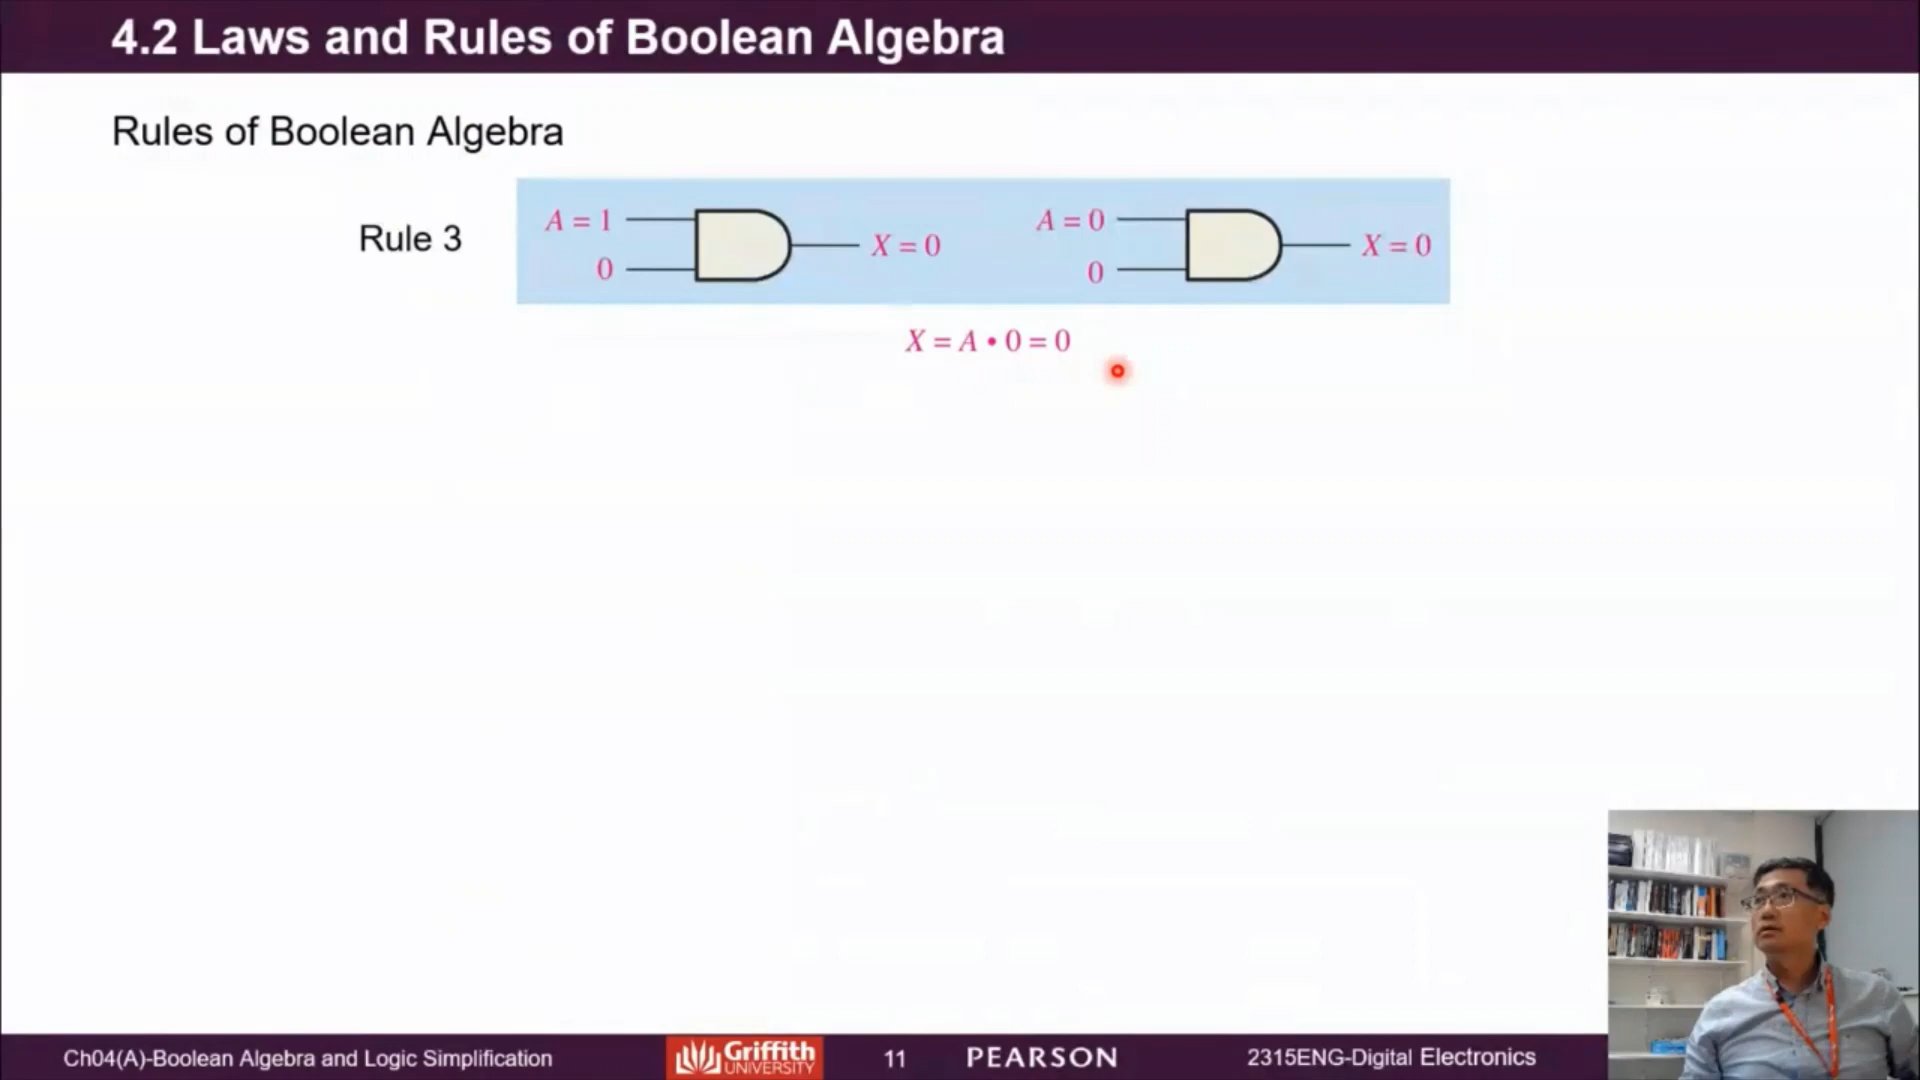 4.2 Laws and Rules of Boolean Algebra
Rules of Boolean Algebra
Rule 3
A = 1
0
X = 0
A = 0
0
X = 0
X = A • 0 = 0
Ch04(A)-Boolean Algebra and Logic Simplification
Griffith
UNIVERSITY
11
PEARSON
2315ENG-Digital Electronics